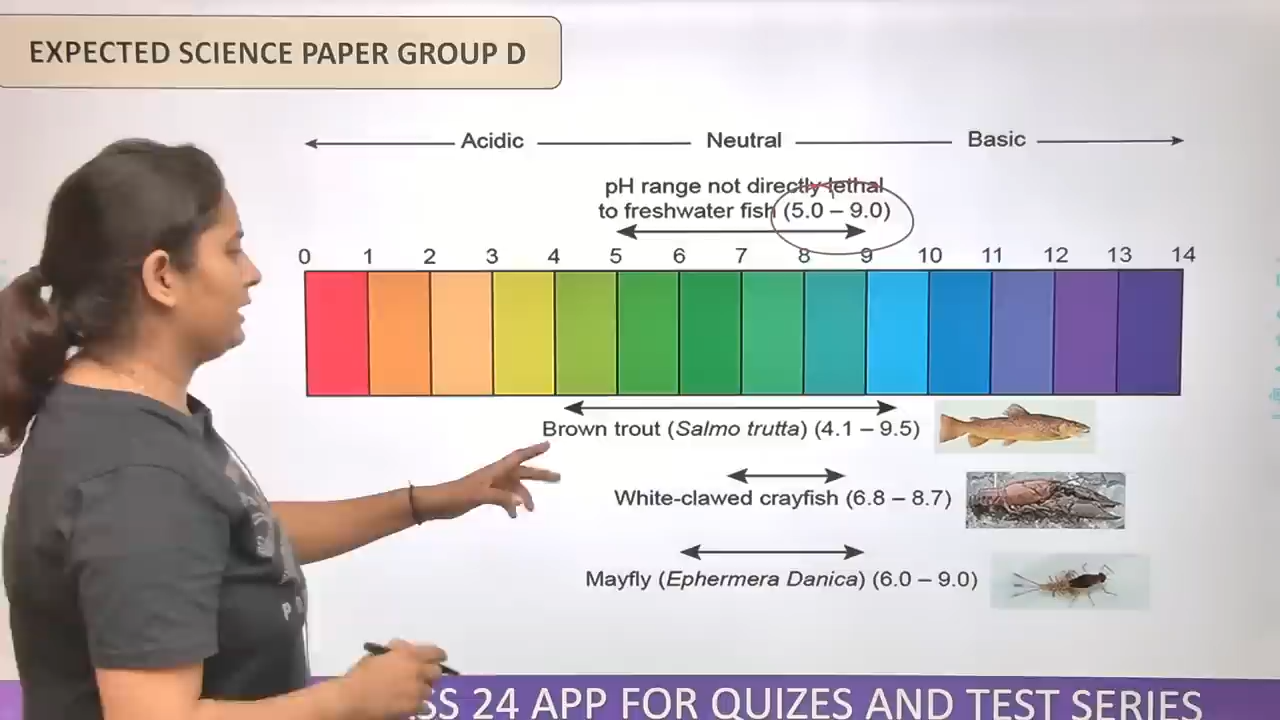 EXPECTED SCIENCE PAPER GROUP D
Acidic Neutral Basic
pH range not directly lethal
to freshwater fish (5.0 – 9.0)
0 1 2 3 4 5 6 7 8 9 10 11 12 13 14
Brown trout (Salmo trutta) (4.1 – 9.5)
White-clawed crayfish (6.8 – 8.7)
Mayfly (Ephermera Danica) (6.0 – 9.0)
24 APP FOR QUIZES AND TEST SERIES